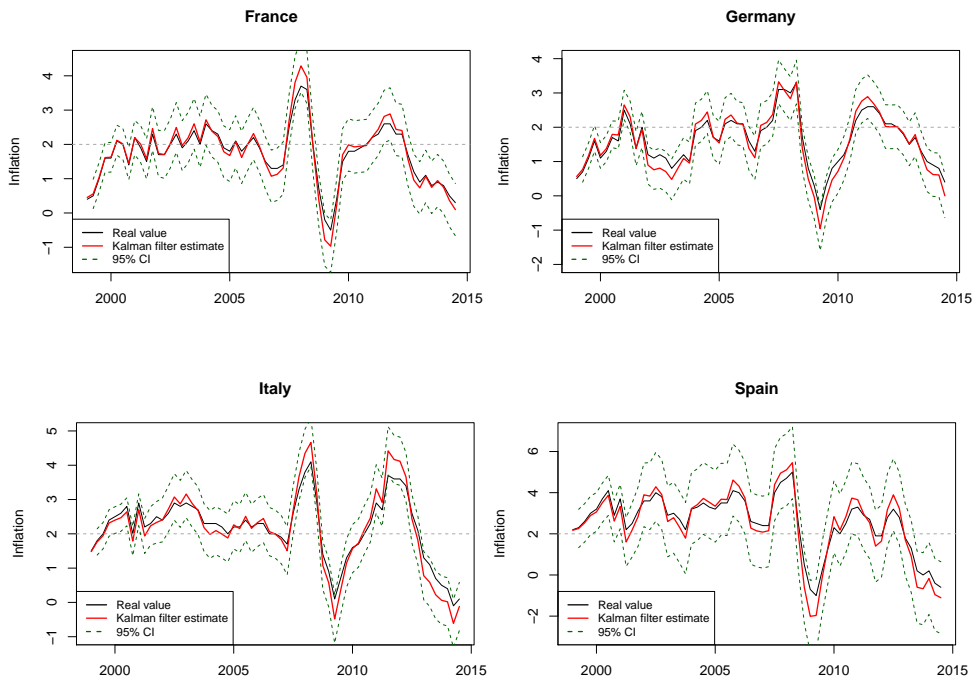 France
Inflation
4
3
2
1
0
−1
Real value
Kalman filter estimate
95% CI
2000 2005 2010 2015
Germany
Inflation
4
3
2
1
0
−1
−2
Real value
Kalman filter estimate
95% CI
2000 2005 2010 2015
Italy
Inflation
5
4
3
2
1
0
−1
Real value
Kalman filter estimate
95% CI
2000 2005 2010 2015
Spain
Inflation
6
4
2
0
−2
Real value
Kalman filter estimate
95% CI
2000 2005 2010 2015